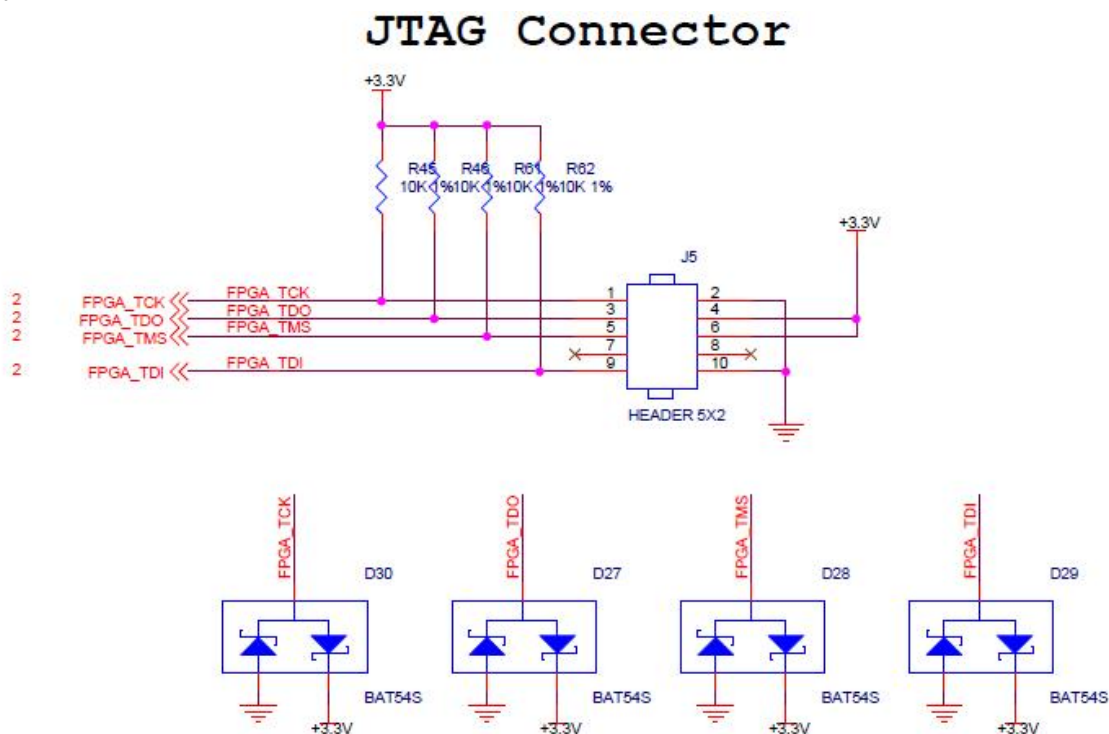 JTAG Connector
+3.3V
R45 R46 R61 R62
10K 1% 10K 1% 10K 1% 10K 1%
+3.3V
J5
2 FPGA_TCK FPGA_TCK 1 2
2 FPGA_TDO FPGA_TDO 3 4
2 FPGA_TMS FPGA_TMS 5 6
7 8
2 FPGA_TDI FPGA_TDI 9 10
HEADER 5X2
FPGA_TCK FPGA_TDO FPGA_TMS FPGA_TDI
D30 D27 D28 D29
BAT54S BAT54S BAT54S BAT54S
+3.3V +3.3V +3.3V +3.3V